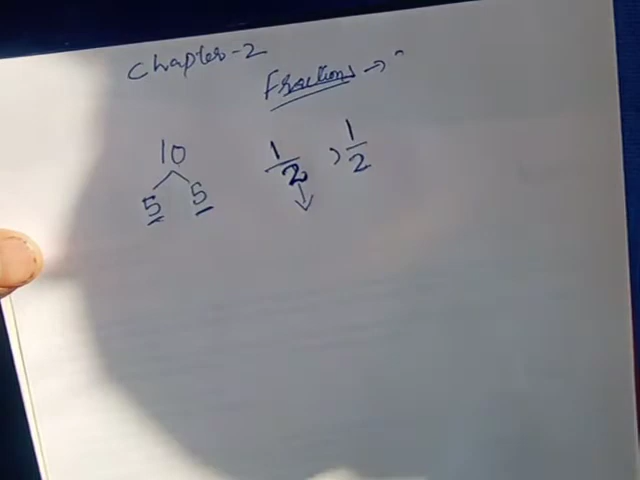 Chapter-2
Fractions → "
10
1/2 , 1/2
5 5